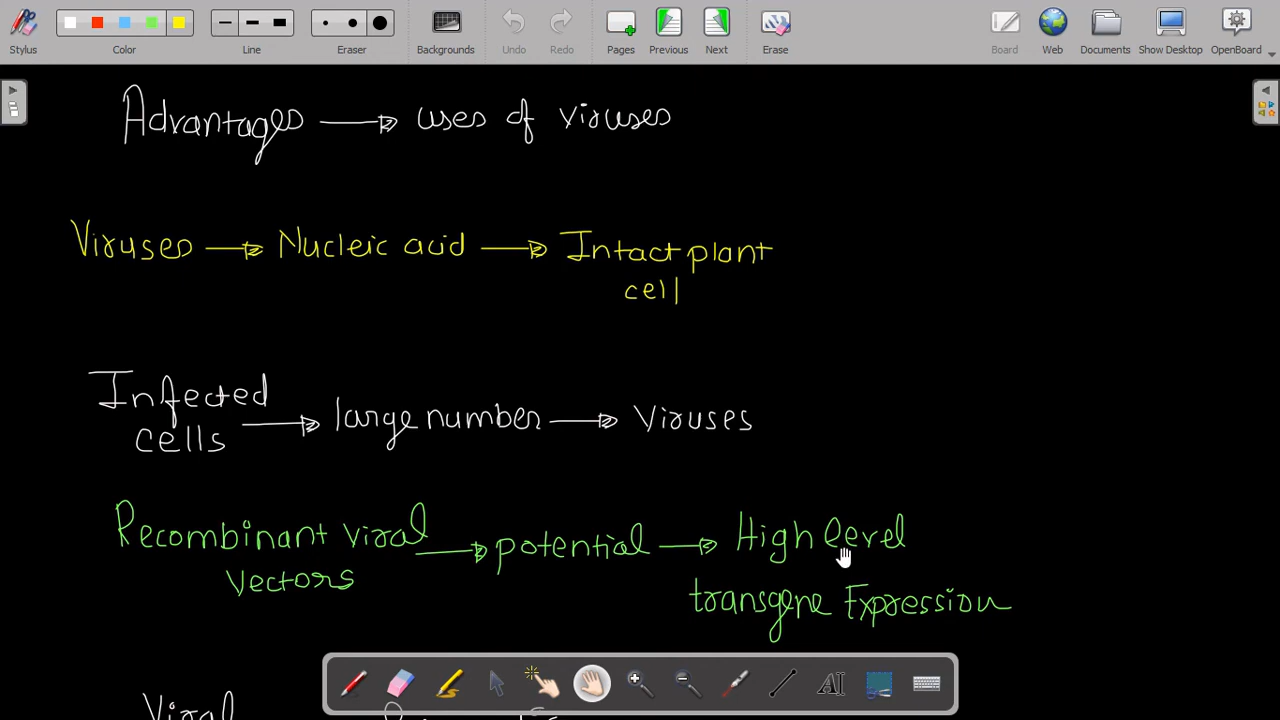 Stylus Color Line Eraser Backgrounds Undo Redo Pages Previous Next Erase Board Web Documents Show Desktop OpenBoard
Advantages → uses of viruses
Viruses → Nucleic acid → Intact plant
cell
Infected
cells → large number → Viruses
Recombinant viral
vectors → potential → High level
transgene Expression
Viral